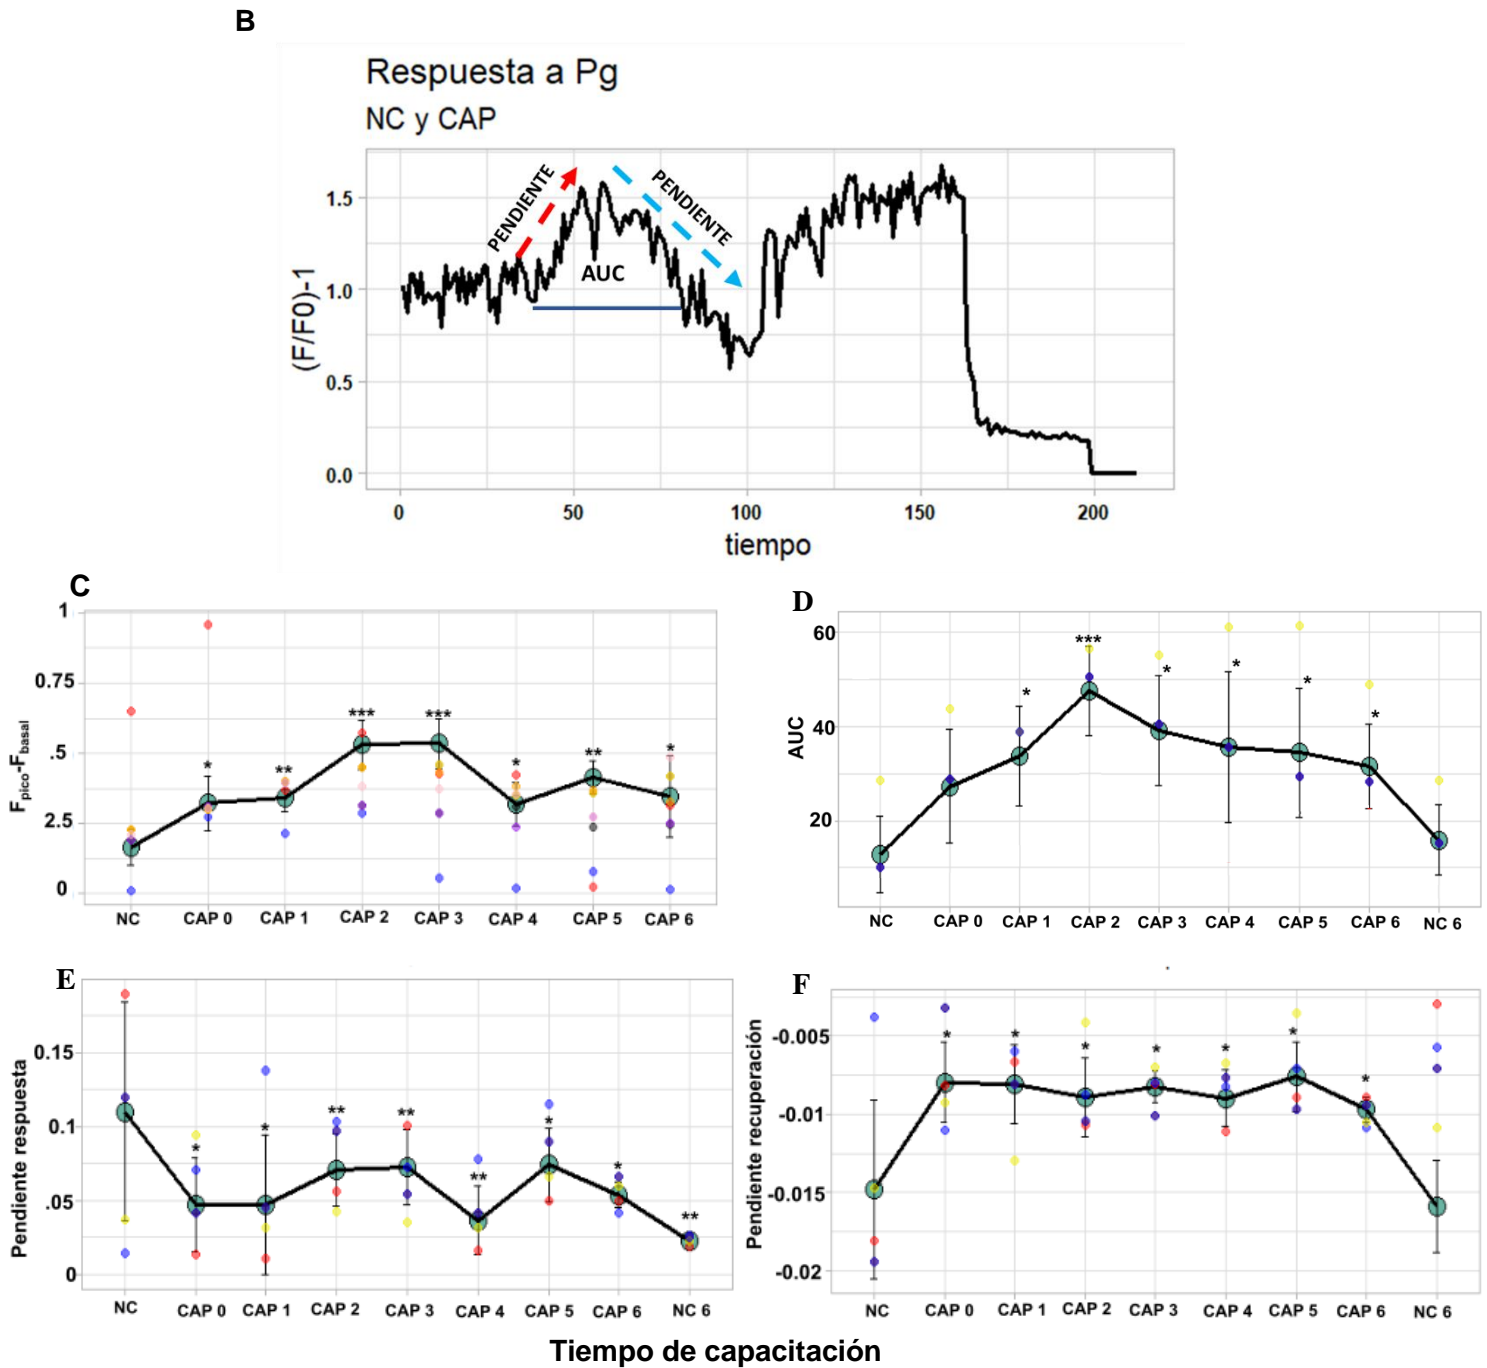 B
Respuesta a Pg
NC y CAP
PENDIENTE
PENDIENTE
AUC
(F/F0)-1
1.5
1.0
0.5
0.0
0 50 100 150 200
tiempo
C
1
0.75
.5
2.5
0
Fpico-Fbasal
* ** *** *** * ** *
NC CAP 0 CAP 1 CAP 2 CAP 3 CAP 4 CAP 5 CAP 6
D
60
40
20
AUC
* *** * * * *
NC CAP 0 CAP 1 CAP 2 CAP 3 CAP 4 CAP 5 CAP 6 NC 6
E
0.15
0.1
.05
0
Pendiente respuesta
* * ** ** ** * * **
NC CAP 0 CAP 1 CAP 2 CAP 3 CAP 4 CAP 5 CAP 6 NC 6
F
-0.005
-0.01
-0.015
-0.02
Pendiente recuperación
* * * * * * *
NC CAP 0 CAP 1 CAP 2 CAP 3 CAP 4 CAP 5 CAP 6 NC 6
Tiempo de capacitación